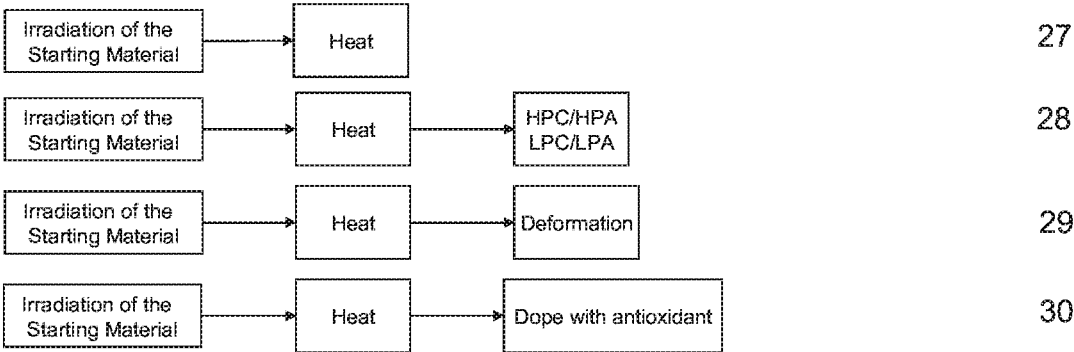 Irradiation of the
Starting Material
Heat
27
Irradiation of the
Starting Material
Heat
HPC/HPA
LPC/LPA
28
Irradiation of the
Starting Material
Heat
Deformation
29
Irradiation of the
Starting Material
Heat
Dope with antioxidant
30